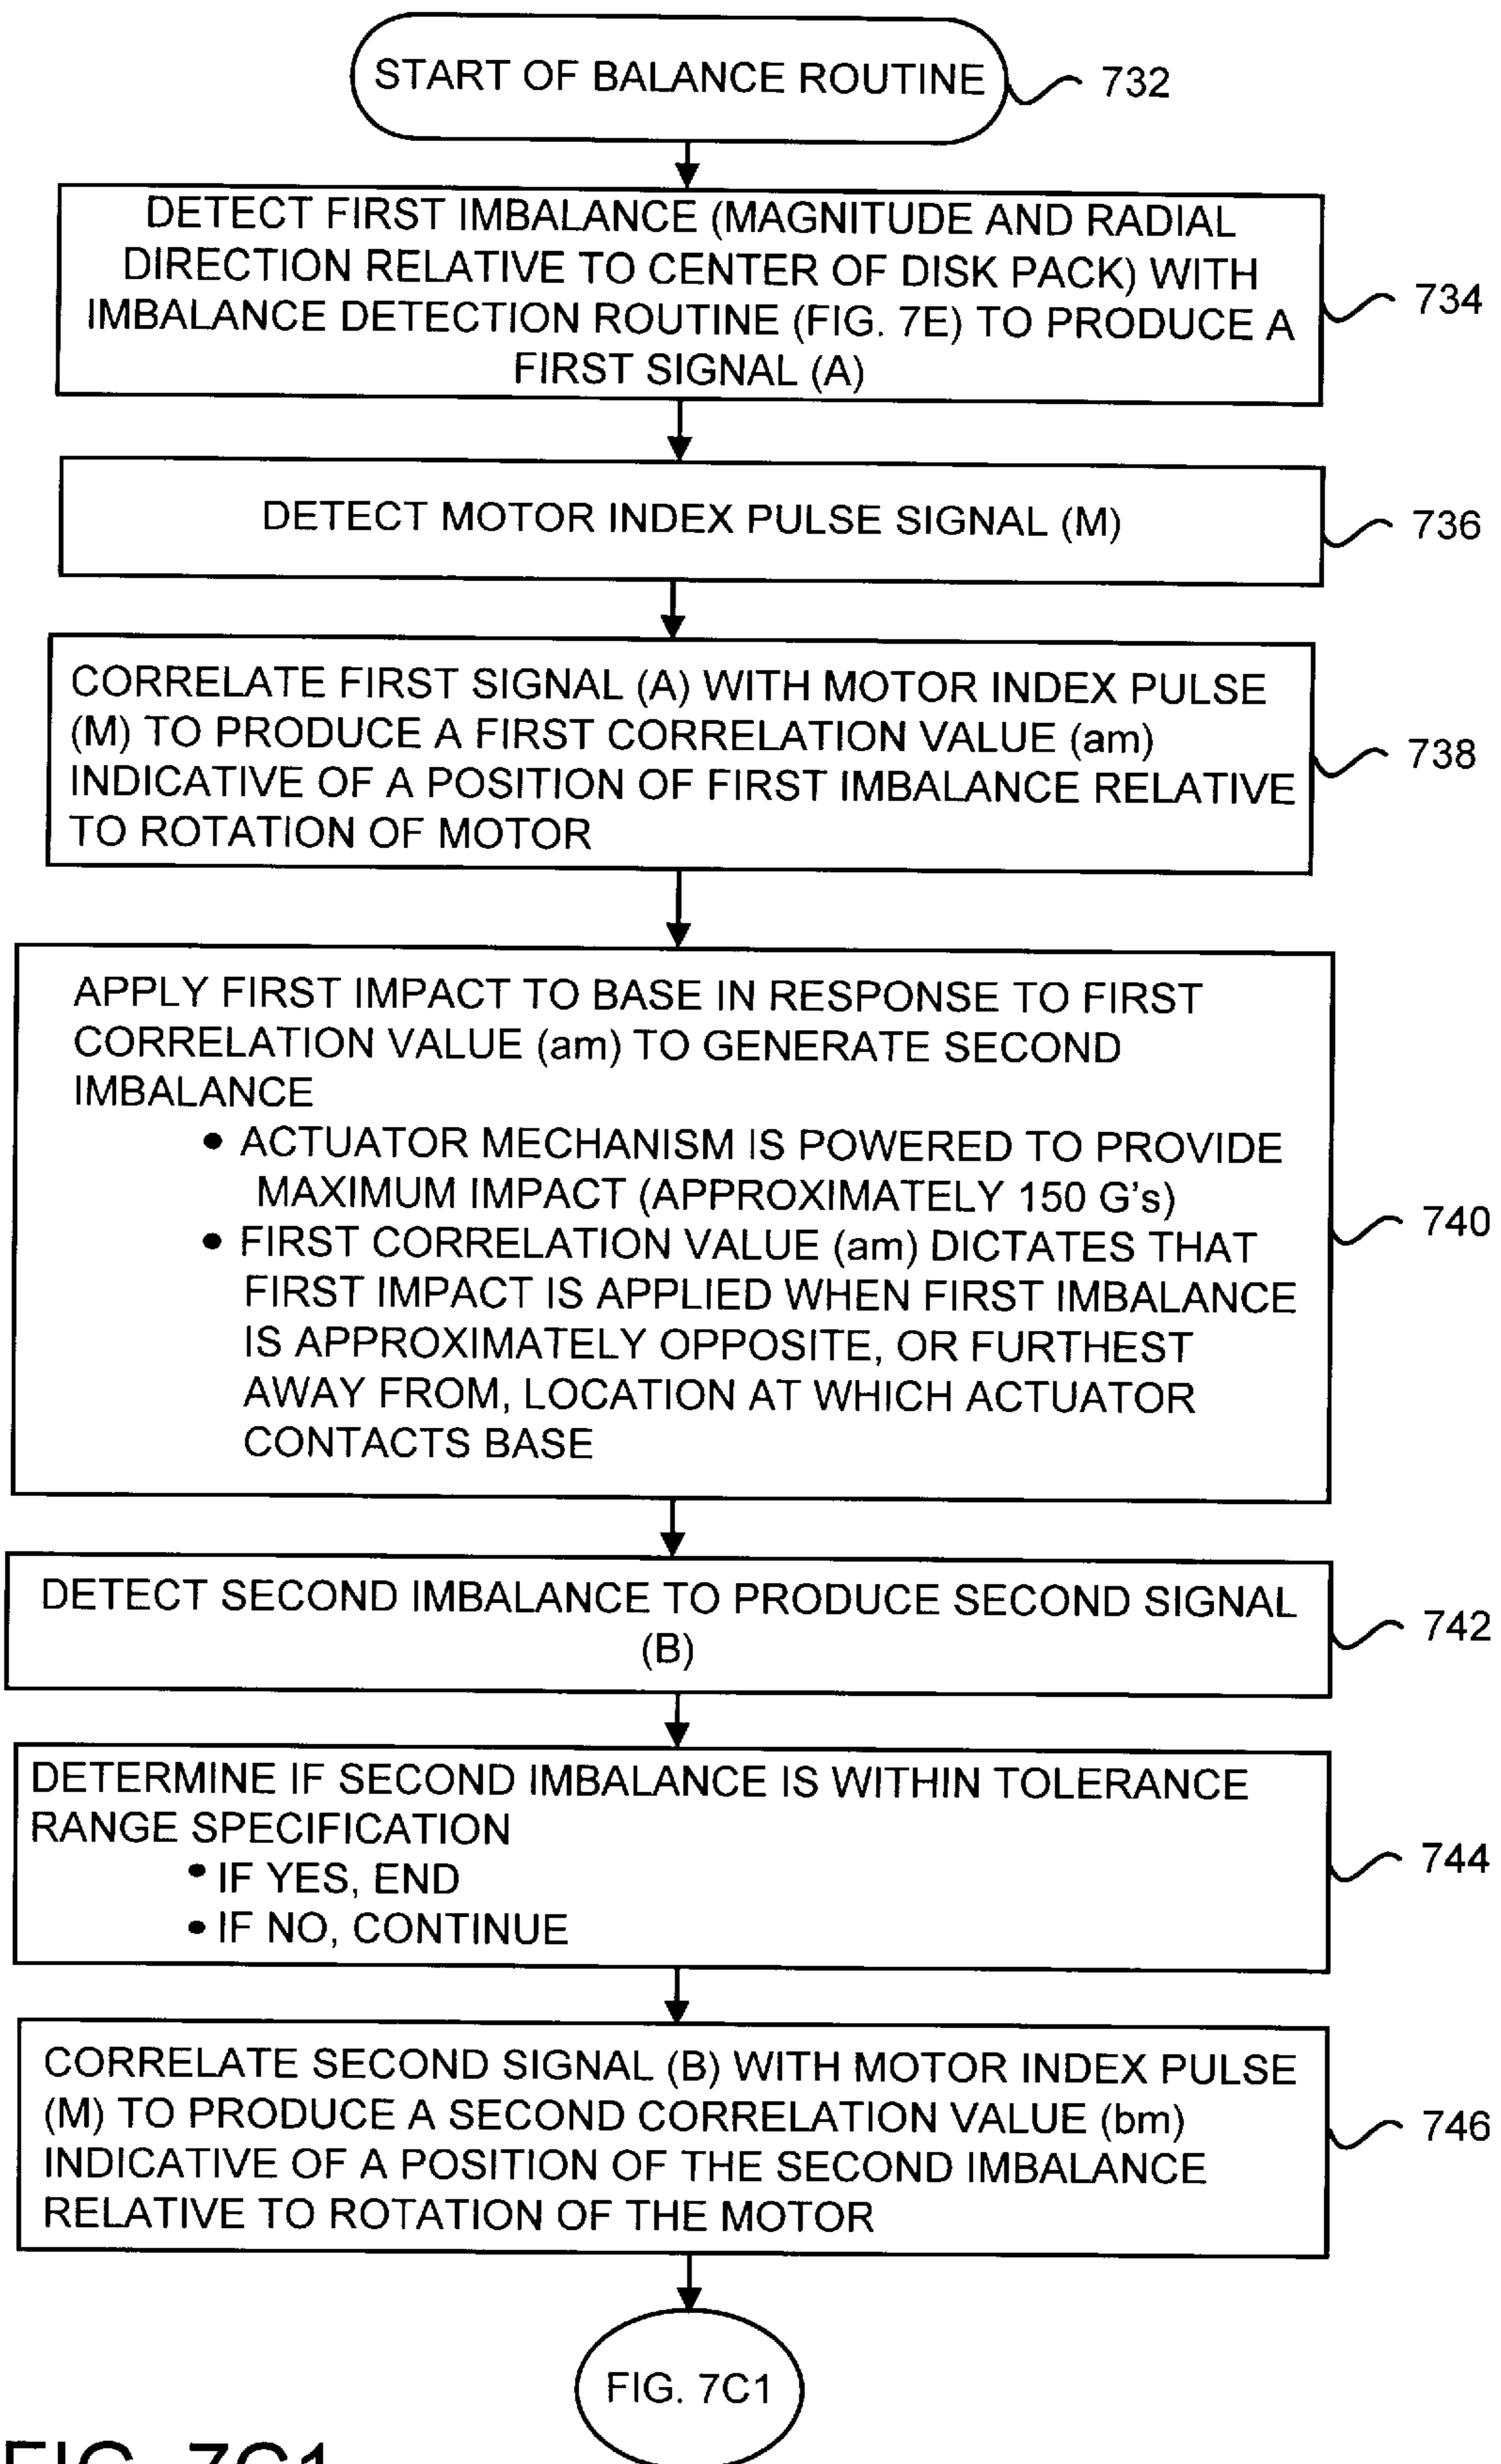 START OF BALANCE ROUTINE
732
DETECT FIRST IMBALANCE (MAGNITUDE AND RADIAL
DIRECTION RELATIVE TO CENTER OF DISK PACK) WITH
IMBALANCE DETECTION ROUTINE (FIG. 7E) TO PRODUCE A
FIRST SIGNAL (A)
734
DETECT MOTOR INDEX PULSE SIGNAL (M)
736
CORRELATE FIRST SIGNAL (A) WITH MOTOR INDEX PULSE
(M) TO PRODUCE A FIRST CORRELATION VALUE (am)
INDICATIVE OF A POSITION OF FIRST IMBALANCE RELATIVE
TO ROTATION OF MOTOR
738
APPLY FIRST IMPACT TO BASE IN RESPONSE TO FIRST
CORRELATION VALUE (am) TO GENERATE SECOND
IMBALANCE
• ACTUATOR MECHANISM IS POWERED TO PROVIDE
MAXIMUM IMPACT (APPROXIMATELY 150 G's)
• FIRST CORRELATION VALUE (am) DICTATES THAT
FIRST IMPACT IS APPLIED WHEN FIRST IMBALANCE
IS APPROXIMATELY OPPOSITE, OR FURTHEST
AWAY FROM, LOCATION AT WHICH ACTUATOR
CONTACTS BASE
740
DETECT SECOND IMBALANCE TO PRODUCE SECOND SIGNAL
(B)
742
DETERMINE IF SECOND IMBALANCE IS WITHIN TOLERANCE
RANGE SPECIFICATION
• IF YES, END
• IF NO, CONTINUE
744
CORRELATE SECOND SIGNAL (B) WITH MOTOR INDEX PULSE
(M) TO PRODUCE A SECOND CORRELATION VALUE (bm)
INDICATIVE OF A POSITION OF THE SECOND IMBALANCE
RELATIVE TO ROTATION OF THE MOTOR
746
FIG. 7C1
FIG. 7C1